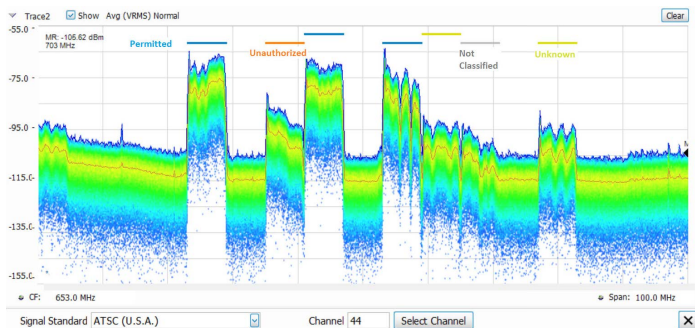 Trace2 Show Avg (VRMS) Normal Clear
-55.0
MR: -105.62 dBm
703 MHz
Permitted
Unauthorized
Not
Classified
Unknown
-75.0
-95.0
-115.0
-135.0
-155.0
CF: 653.0 MHz Span: 100.0 MHz
Signal Standard ATSC (U.S.A.) Channel 44 Select Channel